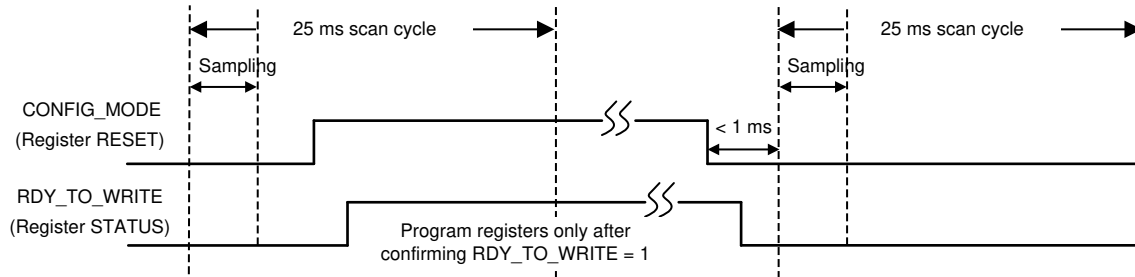 25 ms scan cycle
25 ms scan cycle
Sampling
Sampling
CONFIG_MODE
(Register RESET)
< 1 ms
RDY_TO_WRITE
(Register STATUS)
Program registers only after
confirming RDY_TO_WRITE = 1